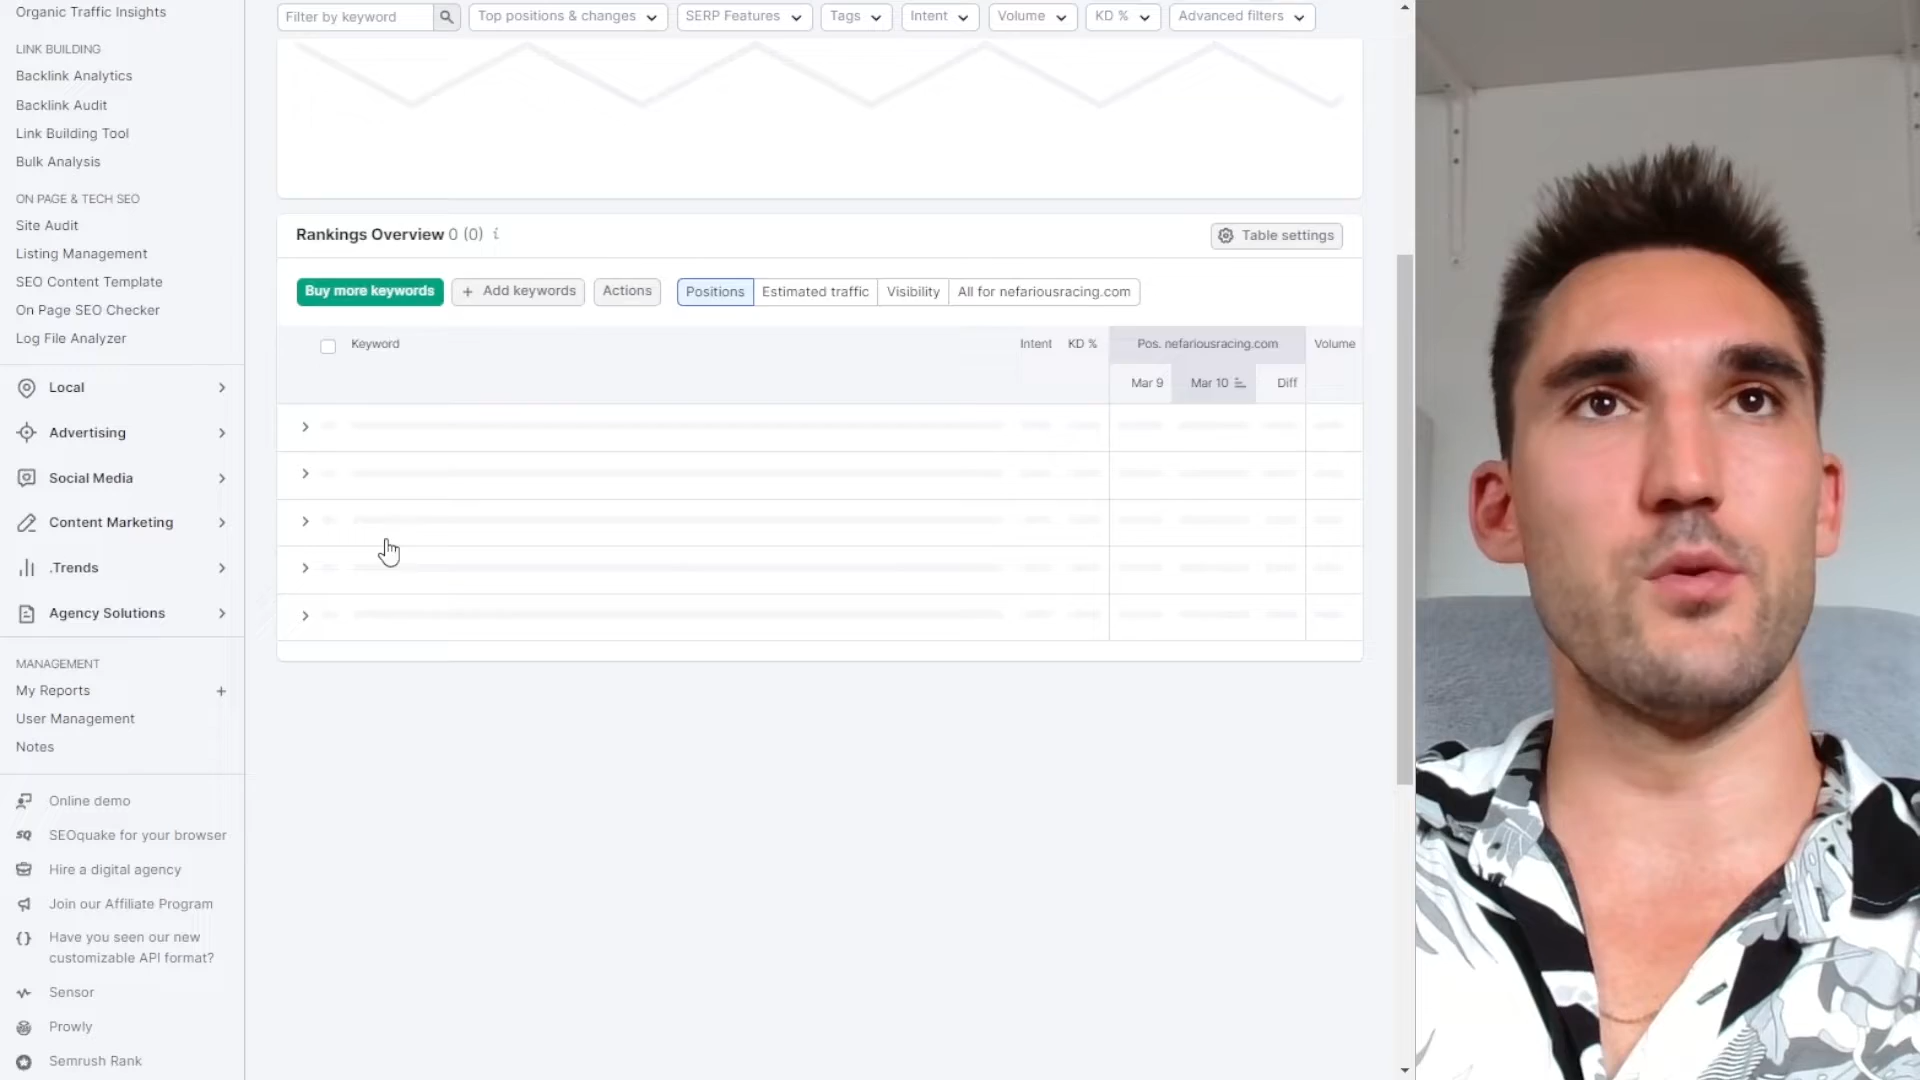 Organic Traffic Insights
LINK BUILDING
Backlink Analytics
Backlink Audit
Link Building Tool
Bulk Analysis
ON PAGE & TECH SEO
Site Audit
Listing Management
SEO Content Template
On Page SEO Checker
Log File Analyzer
Local
Advertising
Social Media
Content Marketing
.Trends
Agency Solutions
MANAGEMENT
My Reports +
User Management
Notes
Online demo
SQ SEOquake for your browser
Hire a digital agency
Join our Affiliate Program
{} Have you seen our new
customizable API format?
Sensor
Prowly
Semrush Rank
Filter by keyword Top positions & changes SERP Features Tags Intent Volume KD % Advanced filters
Rankings Overview 0 (0) i Table settings
Buy more keywords + Add keywords Actions Positions Estimated traffic Visibility All for nefariousracing.com
Keyword Intent KD % Pos. nefariousracing.com Volume
Mar 9 Mar 10 Diff